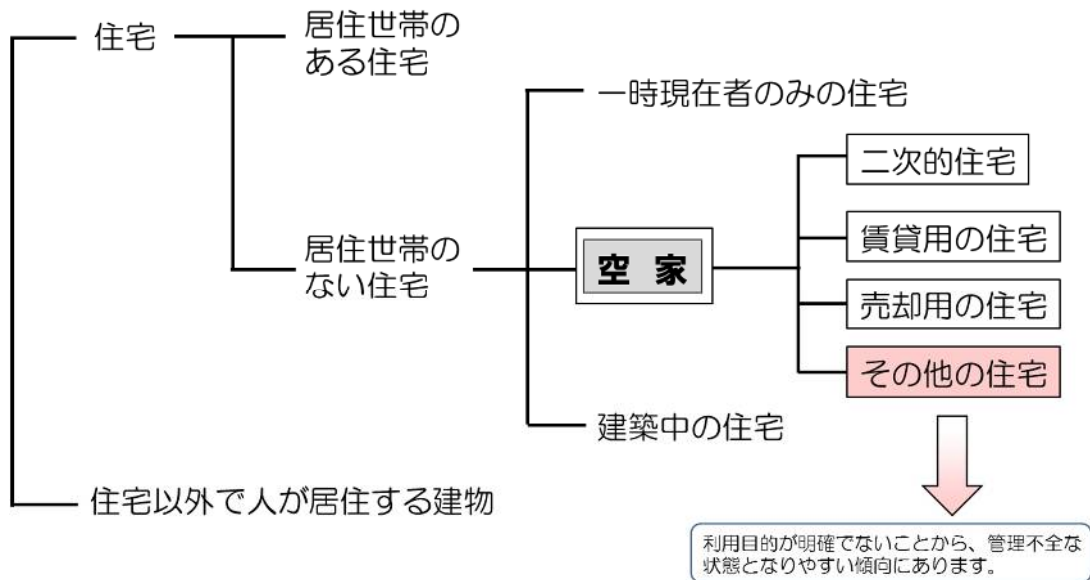 住宅
居住世帯の
ある住宅
一時現在者のみの住宅
二次的住宅
賃貸用の住宅
居住世帯の
ない住宅
空 家
売却用の住宅
その他の住宅
建築中の住宅
住宅以外で人が居住する建物
利用目的が明確でないことから、管理不全な
状態となりやすい傾向にあります。